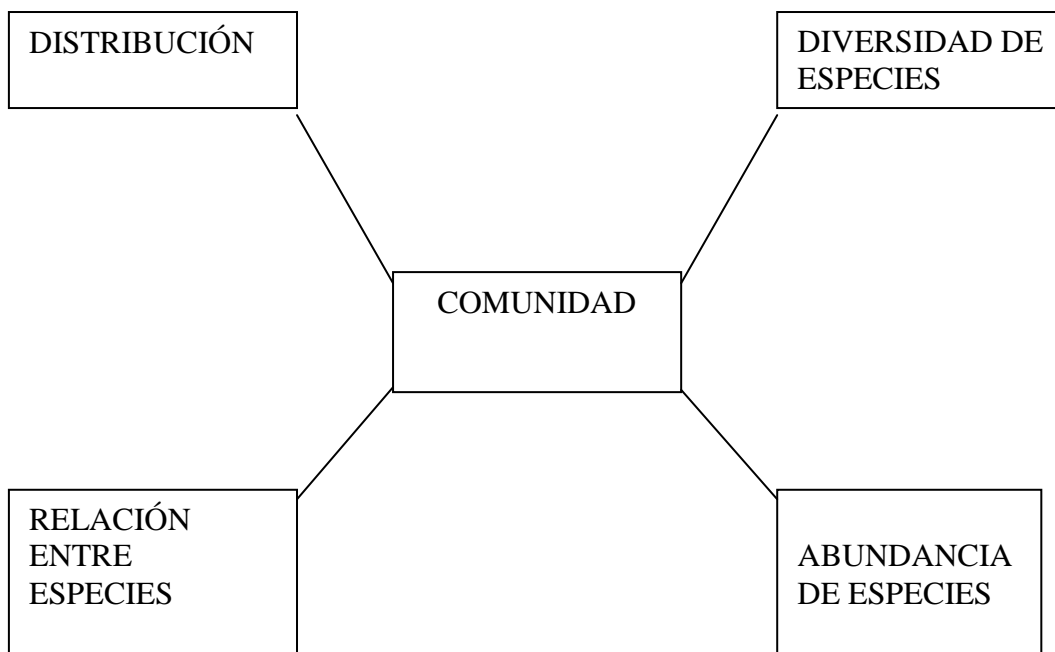 DISTRIBUCIÓN
DIVERSIDAD DE
ESPECIES
COMUNIDAD
RELACIÓN
ENTRE
ESPECIES
ABUNDANCIA
DE ESPECIES